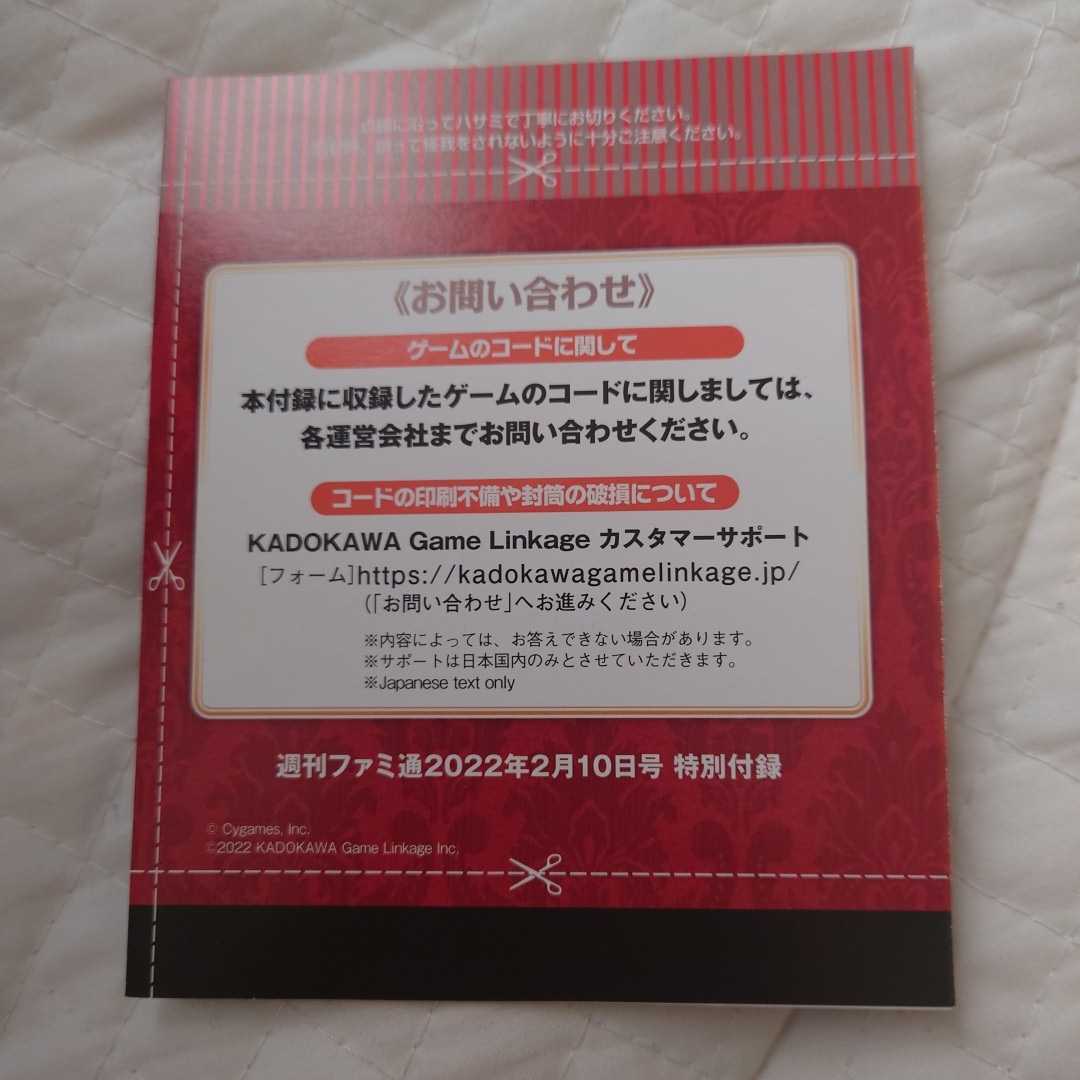 に沿ってハサミで丁寧にお切りください。
怪我をされないように十分ご注意ください。
《お問い合わせ》
ゲームのコードに関して
本付録に収録したゲームのコードに関しましては、
各運営会社までお問い合わせください。
コードの印刷不備や封筒の破損について
KADOKAWA Game Linkage カスタマーサポート
[フォーム]https://kadokawagamelinkage.jp/
(「お問い合わせ」へお進みください)
※内容によっては、お答えできない場合があります。
※サポートは日本国内のみとさせていただきます。
※Japanese text only
週刊ファミ通2022年2月10日号 特別付録
© Cygames, Inc.
©2022 KADOKAWA Game Linkage Inc.